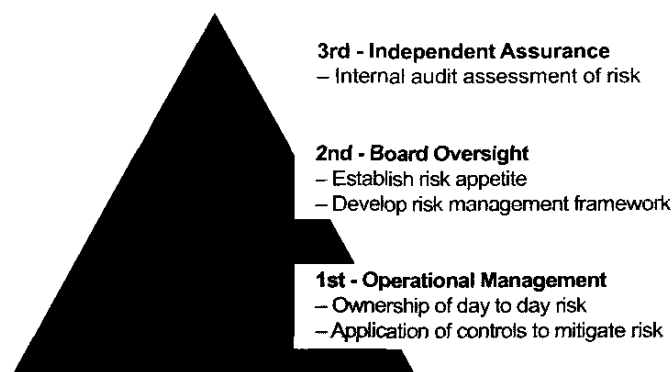 3rd - Independent Assurance
– Internal audit assessment of risk
2nd - Board Oversight
– Establish risk appetite
– Develop risk management framework
1st - Operational Management
– Ownership of day to day risk
– Application of controls to mitigate risk